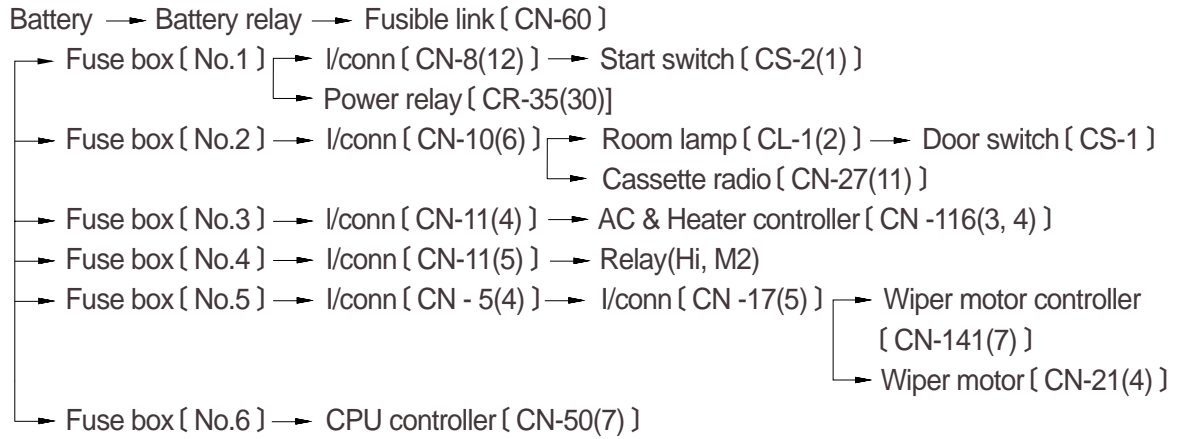 Battery → Battery relay → Fusible link〔 CN-60 〕
Fuse box〔 No.1 〕 → I/conn〔 CN-8(12) 〕 → Start switch〔 CS-2(1) 〕
→ Power relay〔 CR-35(30)]
Fuse box〔 No.2 〕 → I/conn〔 CN-10(6) 〕 → Room lamp〔 CL-1(2) 〕 → Door switch〔 CS-1 〕
→ Cassette radio〔 CN-27(11) 〕
Fuse box〔 No.3 〕 → I/conn〔 CN-11(4) 〕 → AC & Heater controller〔 CN -116(3, 4) 〕
Fuse box〔 No.4 〕 → I/conn〔 CN-11(5) 〕 → Relay(Hi, M2)
Fuse box〔 No.5 〕 → I/conn〔 CN - 5(4) 〕 → I/conn〔 CN -17(5) 〕 → Wiper motor controller
〔 CN-141(7) 〕
→ Wiper motor〔 CN-21(4) 〕
Fuse box〔 No.6 〕 → CPU controller〔 CN-50(7) 〕